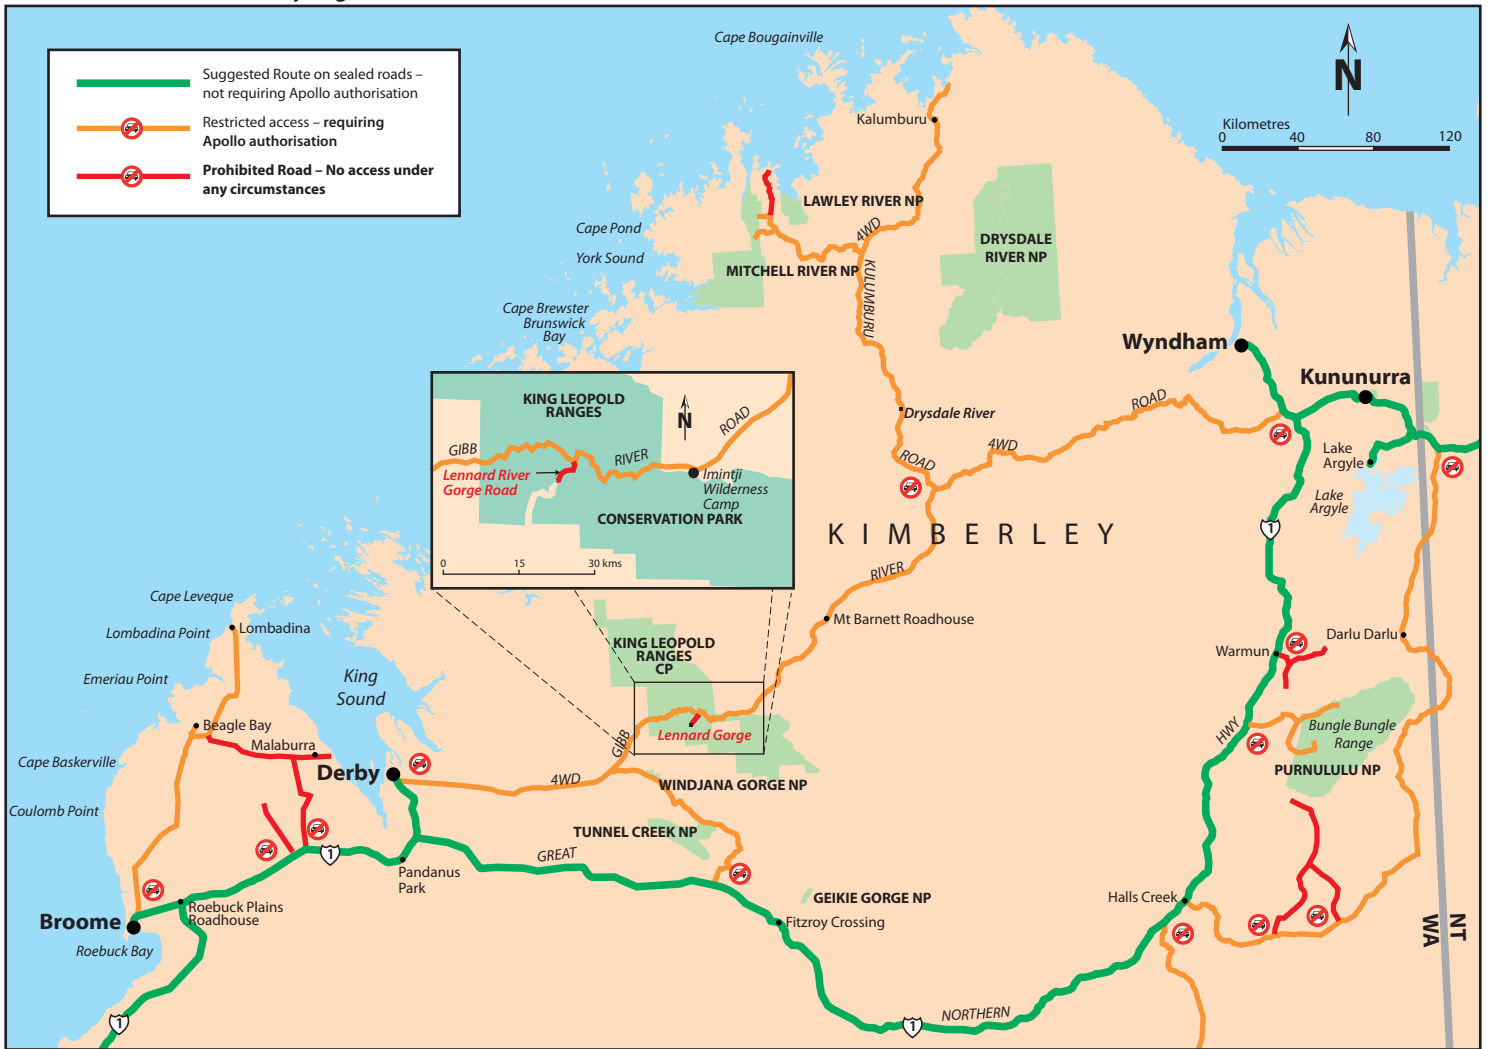 Suggested Route on sealed roads –
not requiring Apollo authorisation
Restricted access – requiring
Apollo authorisation
Prohibited Road – No access under
any circumstances
N
Kilometres
0 40 80 120
Cape Bougainville
Kalumburu
LAWLEY RIVER NP
Cape Pond
4WD
York Sound
MITCHELL RIVER NP
DRYSDALE
RIVER NP
KULUMBURU
Cape Brewster
Brunswick
Bay
Wyndham
Kununurra
KING LEOPOLD
RANGES
N
ROAD
GIBB
RIVER
Lennard River
Gorge Road
Imintji
Wilderness
Camp
CONSERVATION PARK
0 15 30 kms
Drysdale River
ROAD
4WD
ROAD
Lake
Argyle
Lake
Argyle
KIMBERLEY
1
RIVER
Mt Barnett Roadhouse
Cape Leveque
Lombadina Point
Lombadina
Emeriau Point
King
Sound
KING LEOPOLD
RANGES
CP
Warmun
Darlu Darlu
Beagle Bay
Malaburra
Lennard Gorge
GIBB
HWY
Bungle Bungle
Range
Cape Baskerville
Derby
4WD
WINDJANA GORGE NP
PURNULULU NP
Coulomb Point
TUNNEL CREEK NP
1
GREAT
Pandanus
Park
GEIKIE GORGE NP
Halls Creek
Roebuck Plains
Roadhouse
Broome
Fitzroy Crossing
Roebuck Bay
WA
NT
1
1
NORTHERN